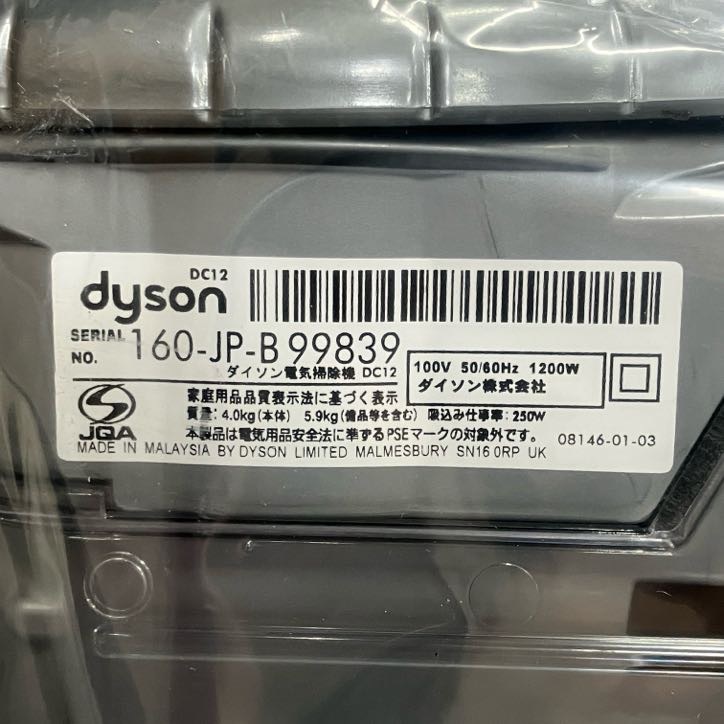 DC12
dyson
SERIAL NO. 160-JP-B99839
ダイソン電気掃除機 DC12
100V 50/60Hz 1200W
ダイソン株式会社
家庭用品品質表示法に基づく表示
質量:4.0kg(本体) 5.9kg(備品等を含む) 吸込み仕事率:250W
本製品は電気用品安全法に準ずるPSEマークの対象外です。
08146-01-03
JQA
MADE IN MALAYSIA BY DYSON LIMITED MALMESBURY SN16 0RP UK